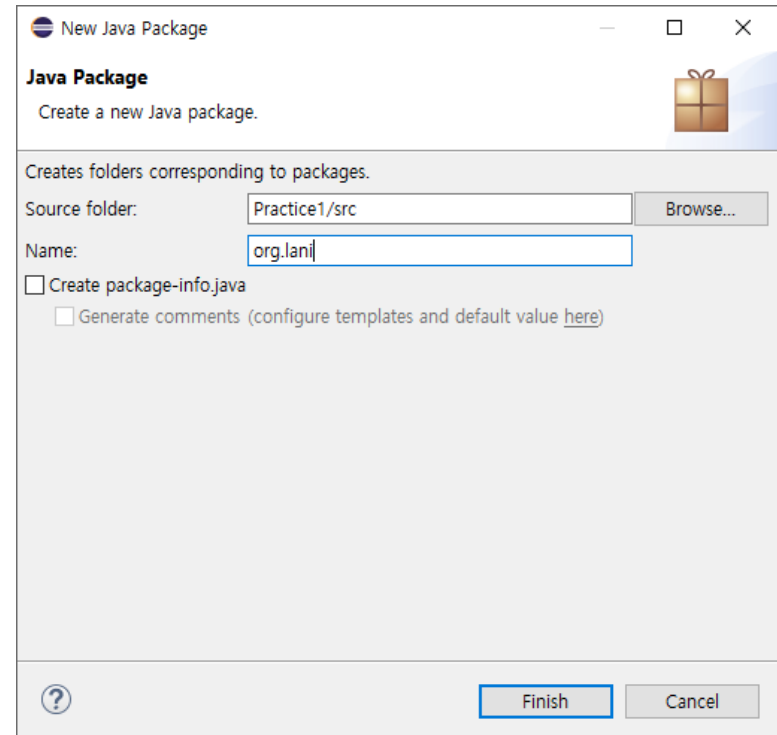 New Java Package
Java Package
Create a new Java package.
Creates folders corresponding to packages.
Source folder: Practice1/src Browse...
Name: org.lani
Create package-info.java
Generate comments (configure templates and default value here)
? Finish Cancel